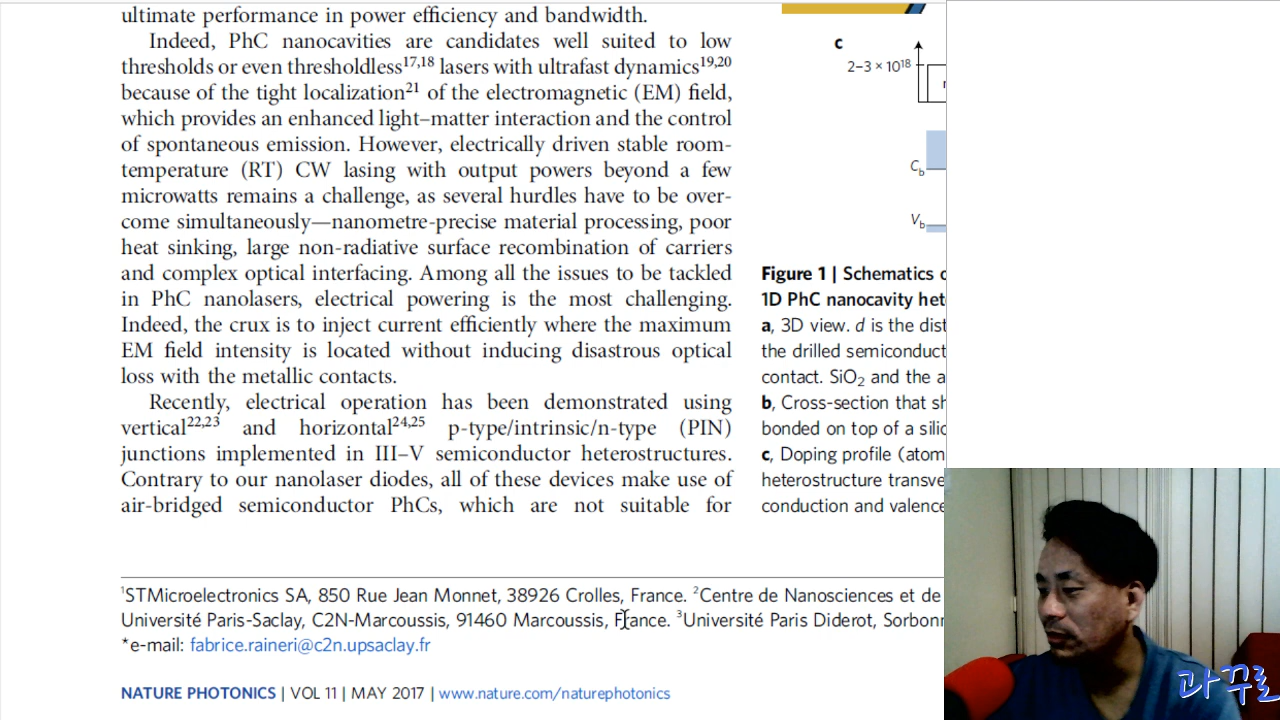 ultimate performance in power efficiency and bandwidth.
Indeed, PhC nanocavities are candidates well suited to low
thresholds or even thresholdless17,18 lasers with ultrafast dynamics19,20
because of the tight localization21 of the electromagnetic (EM) field,
which provides an enhanced light–matter interaction and the control
of spontaneous emission. However, electrically driven stable room-
temperature (RT) CW lasing with output powers beyond a few
microwatts remains a challenge, as several hurdles have to be over-
come simultaneously—nanometre-precise material processing, poor
heat sinking, large non-radiative surface recombination of carriers
and complex optical interfacing. Among all the issues to be tackled
in PhC nanolasers, electrical powering is the most challenging.
Indeed, the crux is to inject current efficiently where the maximum
EM field intensity is located without inducing disastrous optical
loss with the metallic contacts.
Recently, electrical operation has been demonstrated using
vertical22,23 and horizontal24,25 p-type/intrinsic/n-type (PIN)
junctions implemented in III–V semiconductor heterostructures.
Contrary to our nanolaser diodes, all of these devices make use of
air-bridged semiconductor PhCs, which are not suitable for
c
2–3 × 1018
Cb
Vb
Figure 1 | Schematics
1D PhC nanocavity het
a, 3D view. d is the dist
the drilled semiconduct
contact. SiO2 and the a
b, Cross-section that sh
bonded on top of a silic
c, Doping profile (atom
heterostructure transve
conduction and valence
1STMicroelectronics SA, 850 Rue Jean Monnet, 38926 Crolles, France. 2Centre de Nanosciences et de
Université Paris-Saclay, C2N-Marcoussis, 91460 Marcoussis, France. 3Université Paris Diderot, Sorbonn
*e-mail: fabrice.raineri@c2n.upsaclay.fr
NATURE PHOTONICS | VOL 11 | MAY 2017 | www.nature.com/naturephotonics
과꾸로